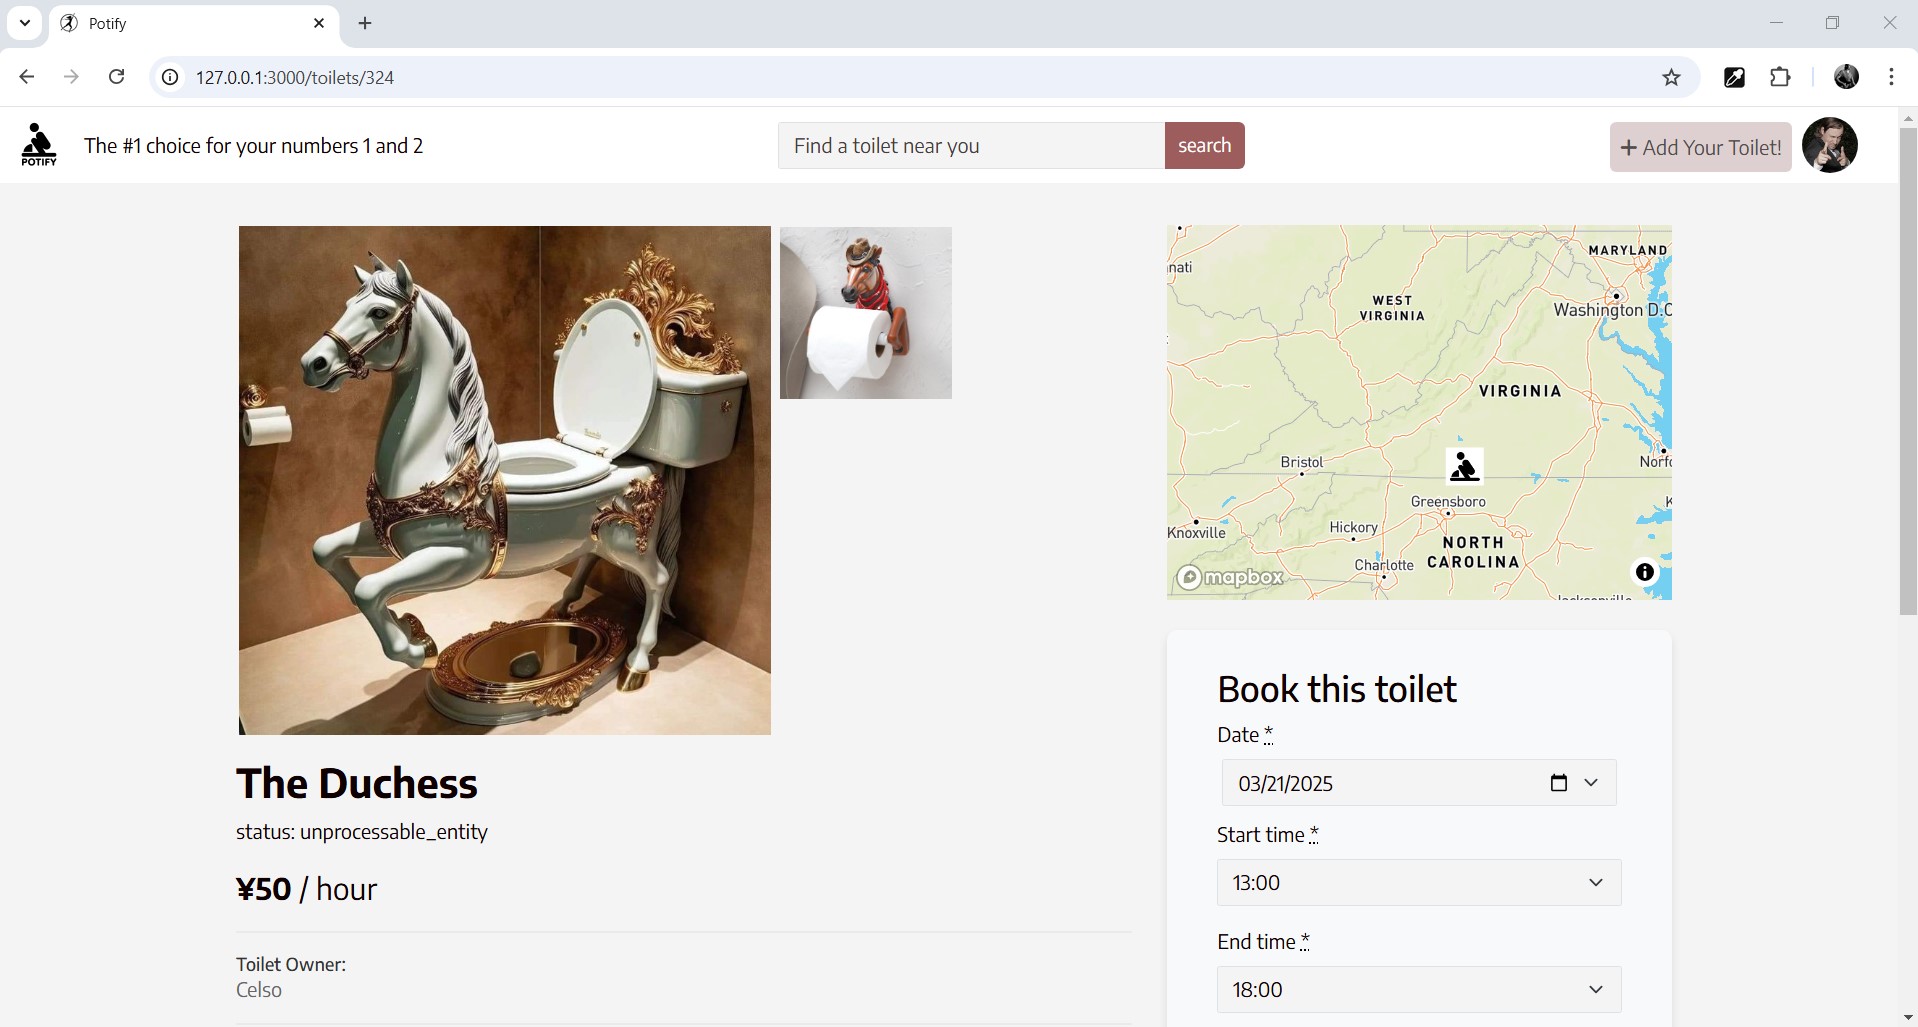 Potify
127.0.0.1:3000/toilets/324
POTIFY
The #1 choice for your numbers 1 and 2
Find a toilet near you
search
+ Add Your Toilet!
MARYLAND
nati
WEST
VIRGINIA
Washington D.C
VIRGINIA
Bristol
Norfo
Greensboro
K
Hickory
Knoxville
NORTH
CAROLINA
Charlotte
mapbox
Jacksonville
Book this toilet
Date *
03/21/2025
The Duchess
status: unprocessable_entity
Start time *
13:00
¥50 / hour
End time *
18:00
Toilet Owner:
Celso